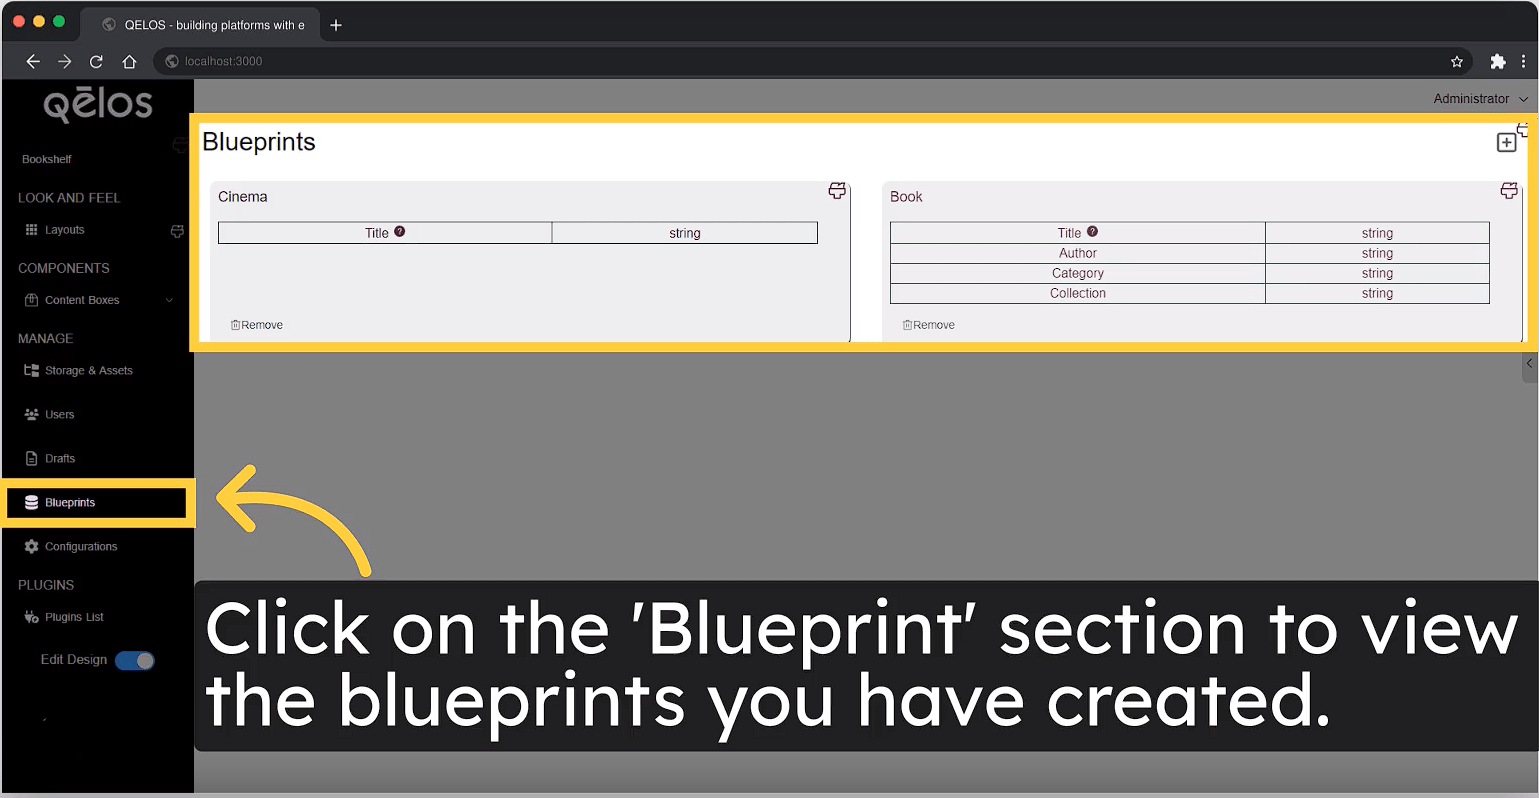 QELOS - building platforms with e
localhost:3000
qēlos
Administrator
Bookshelf
LOOK AND FEEL
Layouts
COMPONENTS
Content Boxes
MANAGE
Storage & Assets
Users
Drafts
Blueprints
Configurations
PLUGINS
Plugins List
Edit Design
Blueprints
Cinema
Title ? string
Remove
Book
Title ? string
Author string
Category string
Collection string
Remove
Click on the 'Blueprint' section to view
the blueprints you have created.